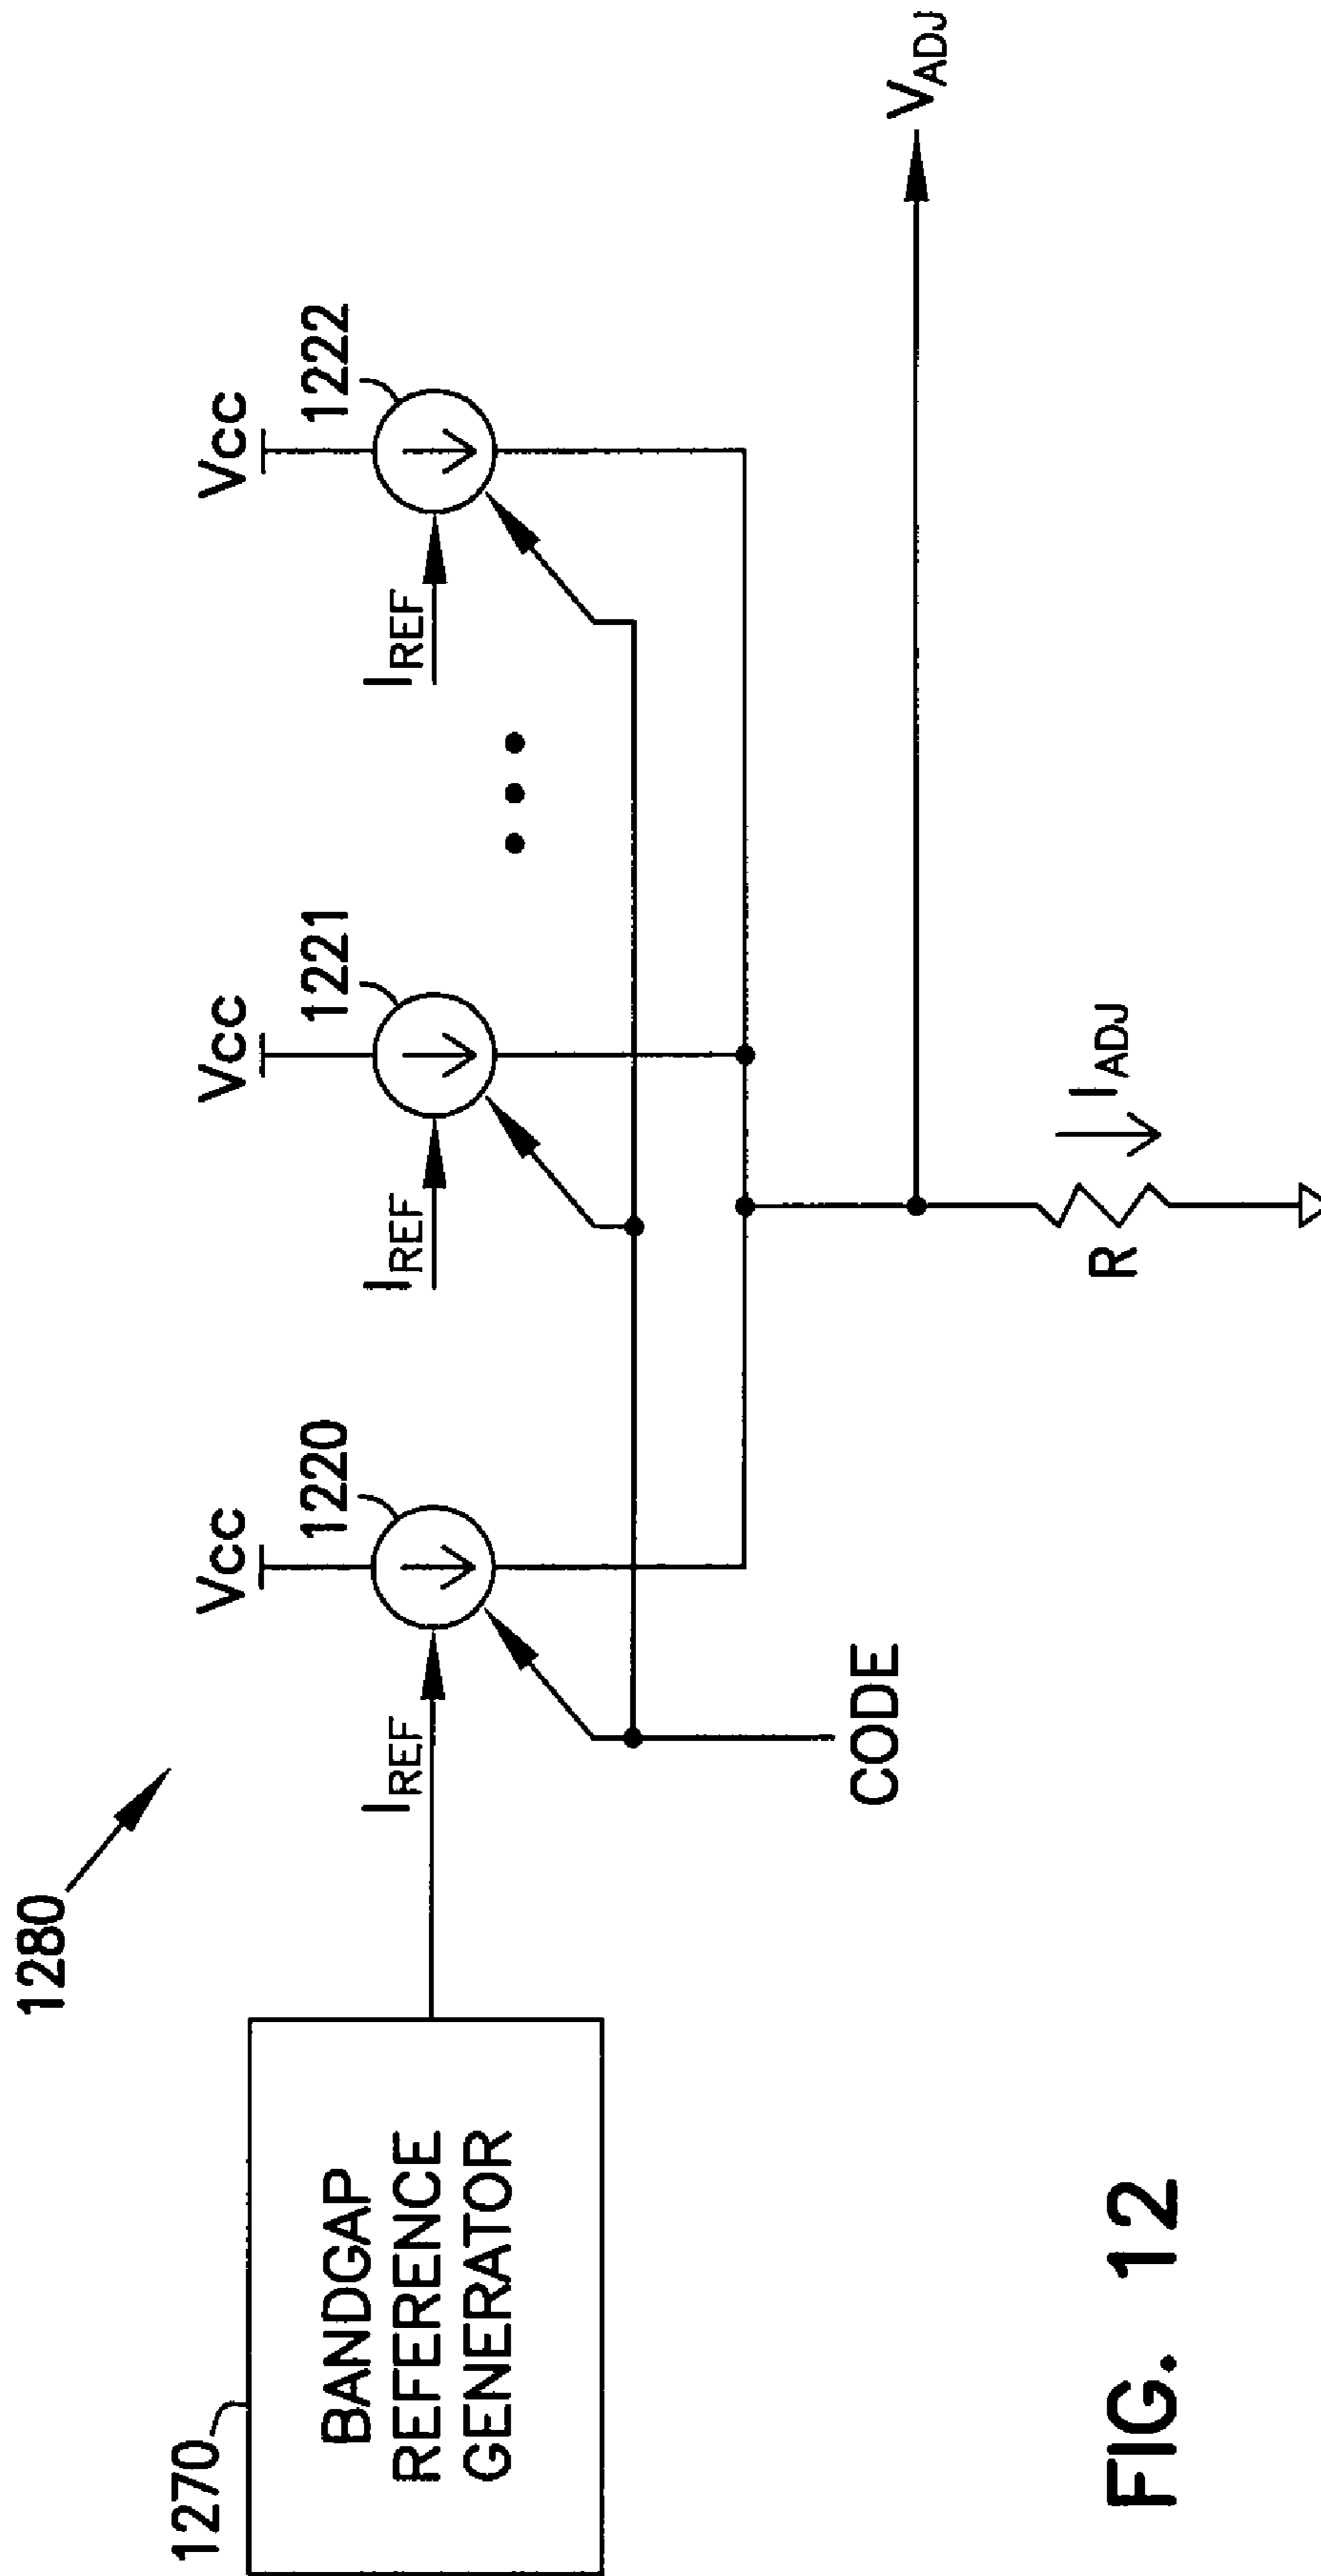 1280
1270
BANDGAP
REFERENCE
GENERATOR
IREF
Vcc
1220
CODE
IREF
Vcc
1221
IREF
Vcc
1222
R
IADJ
VADJ
FIG. 12